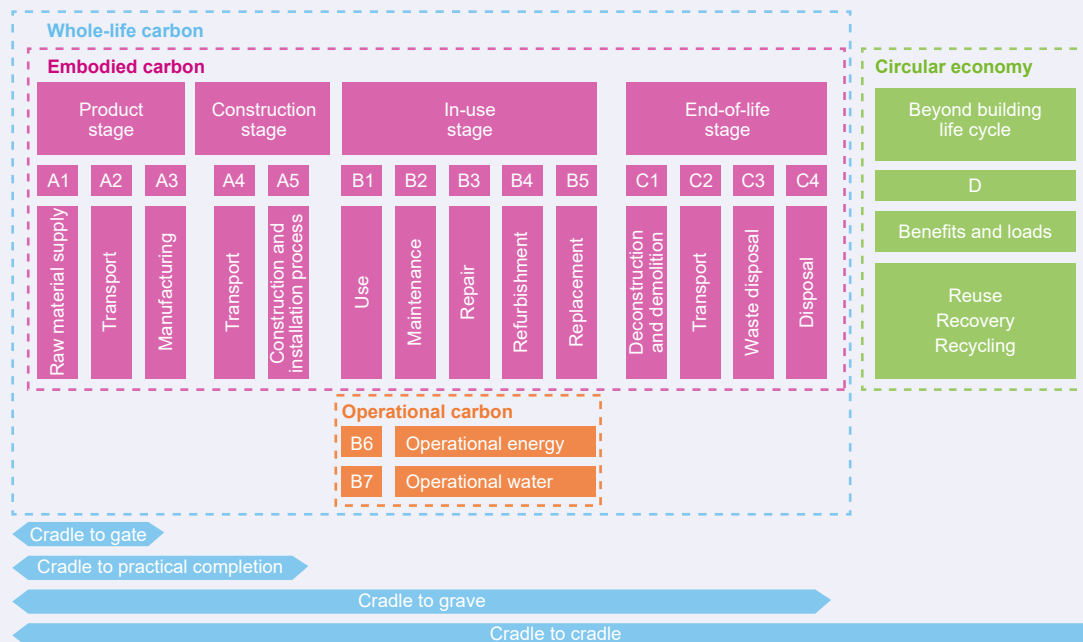 Whole-life carbon
Embodied carbon
Circular economy
Product
stage
Construction
stage
In-use
stage
End-of-life
stage
Beyond building
life cycle
A1
A2
A3
A4
A5
B1
B2
B3
B4
B5
C1
C2
C3
C4
D
Raw material supply
Transport
Manufacturing
Transport
Construction and
installation process
Use
Maintenance
Repair
Refurbishment
Replacement
Deconstruction
and demolition
Transport
Waste disposal
Disposal
Benefits and loads
Reuse
Recovery
Recycling
Operational carbon
B6
Operational energy
B7
Operational water
Cradle to gate
Cradle to practical completion
Cradle to grave
Cradle to cradle